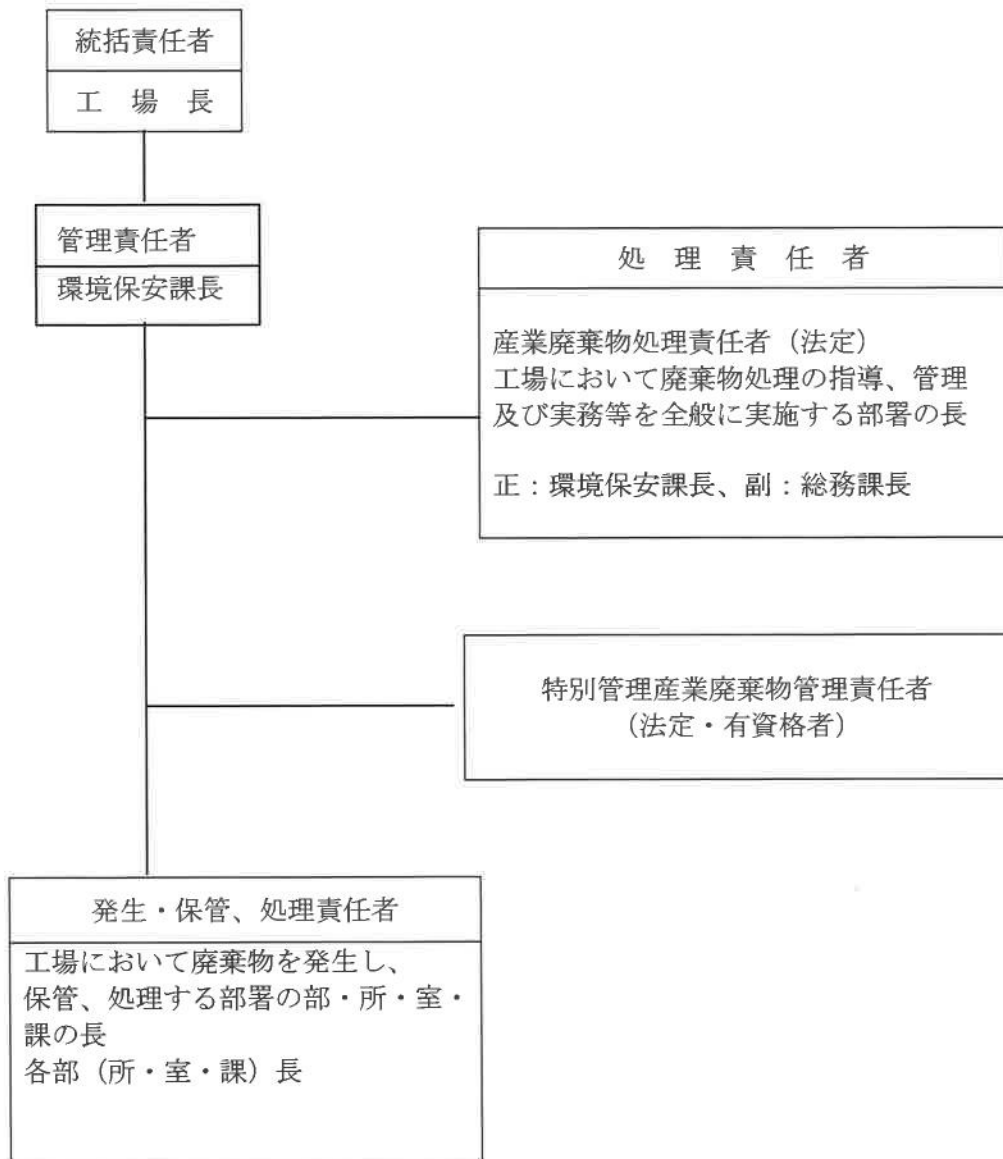 統括責任者
工 場 長
管理責任者
環境保安課長
処 理 責 任 者
産業廃棄物処理責任者（法定）
工場において廃棄物処理の指導、管理
及び実務等を全般に実施する部署の長
正：環境保安課長、副：総務課長
特別管理産業廃棄物管理責任者
（法定・有資格者）
発生・保管、処理責任者
工場において廃棄物を発生し、
保管、処理する部署の部・所・室・
課の長
各部（所・室・課）長